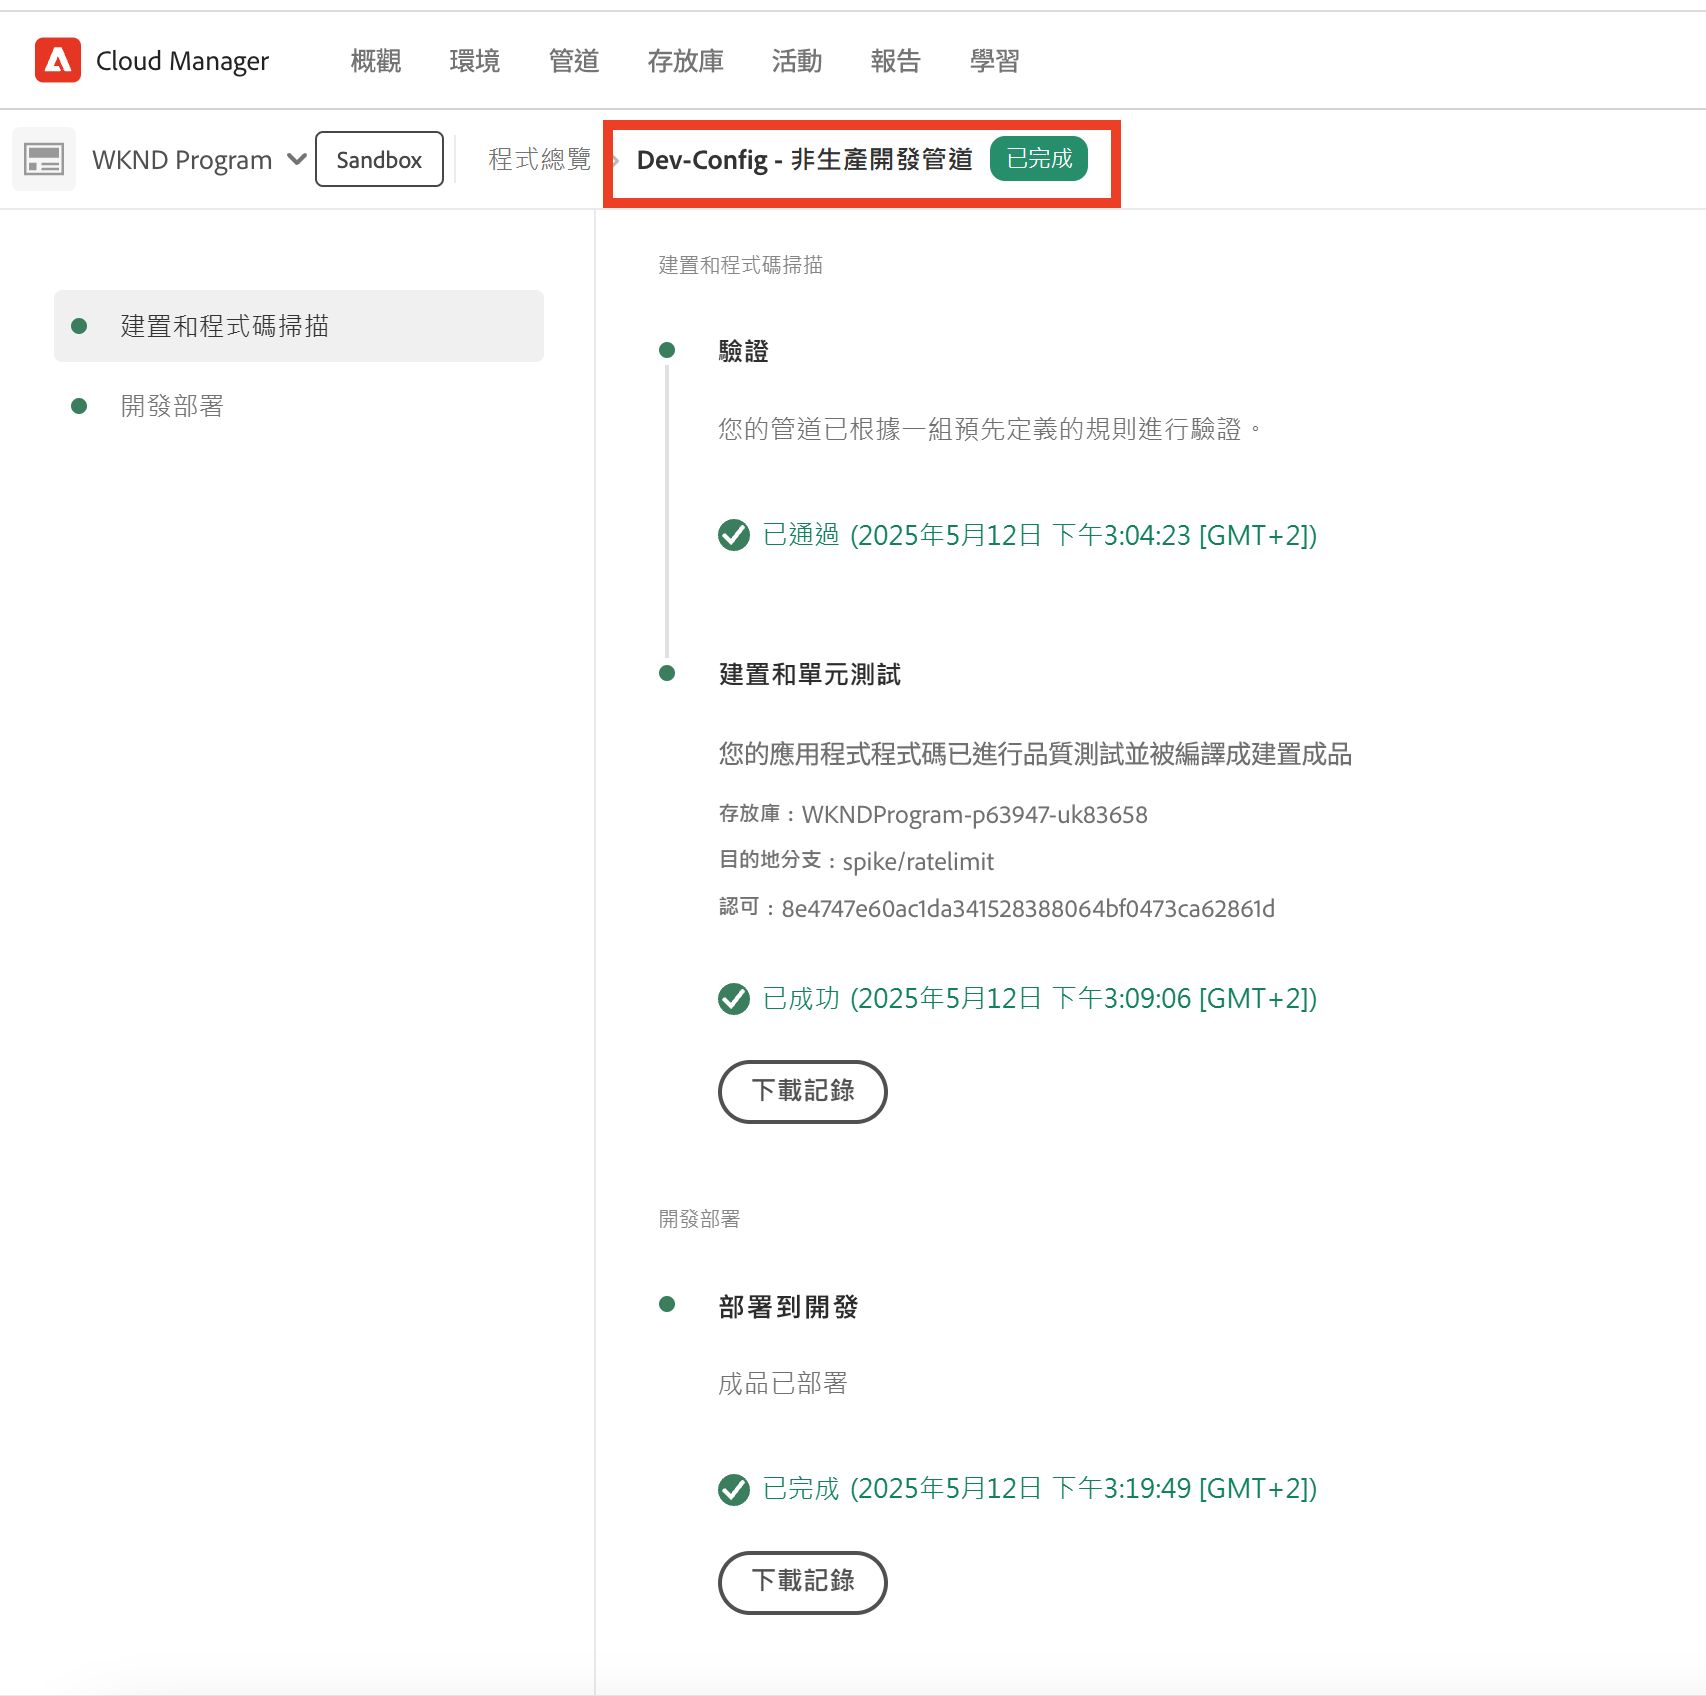 Cloud Manager 概觀 環境 管道 存放庫 活動 報告 學習
WKND Program Sandbox 程式總覽 › Dev-Config - 非生產開發管道 已完成
建置和程式碼掃描
開發部署
建置和程式碼掃描
驗證
您的管道已根據一組預先定義的規則進行驗證。
已通過 (2025年5月12日 下午3:04:23 [GMT+2])
建置和單元測試
您的應用程式程式碼已進行品質測試並被編譯成建置成品
存放庫：WKNDProgram-p63947-uk83658
目的地分支：spike/ratelimit
認可：8e4747e60ac1da341528388064bf0473ca62861d
已成功 (2025年5月12日 下午3:09:06 [GMT+2])
下載記錄
開發部署
部署到開發
成品已部署
已完成 (2025年5月12日 下午3:19:49 [GMT+2])
下載記錄